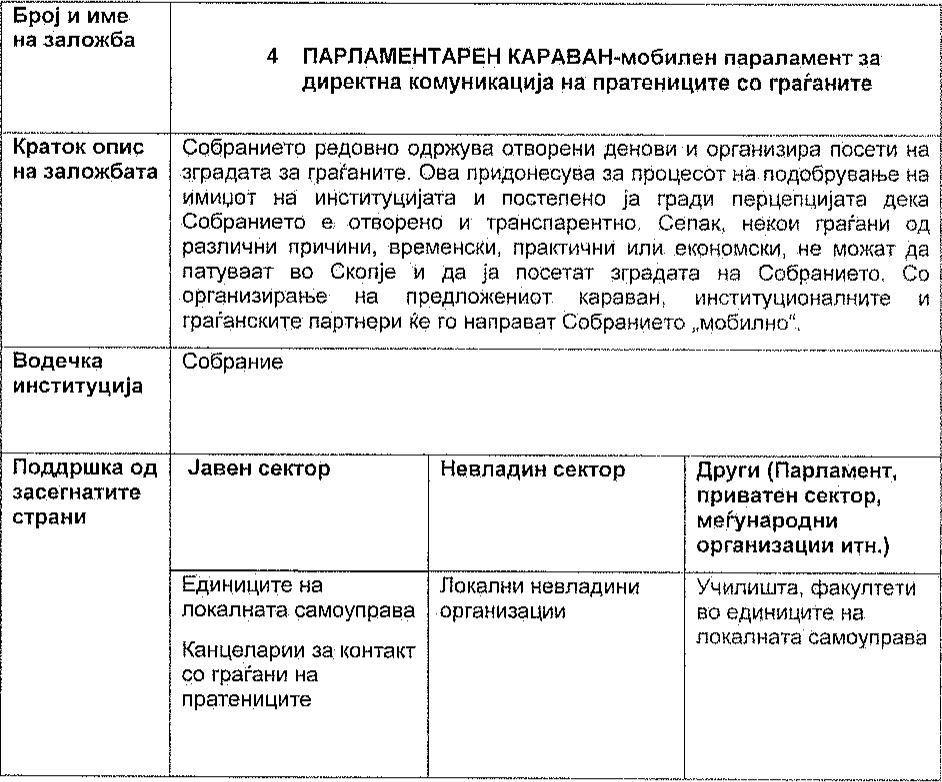 Број и име
на заложба
4 ПАРЛАМЕНТАРЕН КАРАВАН-мобилен параламент за
директна комуникација на пратениците со граѓаните
Краток опис
на заложбата
Собранието редовно одржува отворени денови и организира посети на
зградата за граѓаните. Ова придонесува за процесот на подобрување на
имиџот на институцијата и постепено ја гради перцепцијата дека
Собранието е отворено и транспарентно. Сепак, некои граѓани од
различни причини, временски, практични или економски, не можат да
патуваат во Скопје и да ја посетат зградата на Собранието. Со
организирање на предложениот караван, институционалните и
граѓанските партнери ќе го направат Собранието „мобилно“.
Водечка
институција
Собрание
Поддршка од
засегнатите
страни
Јавен сектор
Невладин сектор
Други (Парламент,
приватен сектор,
меѓународни
организации итн.)
Единиците на
локалната самоуправа
Канцеларии за контакт
со граѓани на
пратениците
Локални невладини
организации
Училишта, факултети
во единиците на
локалната самоуправа